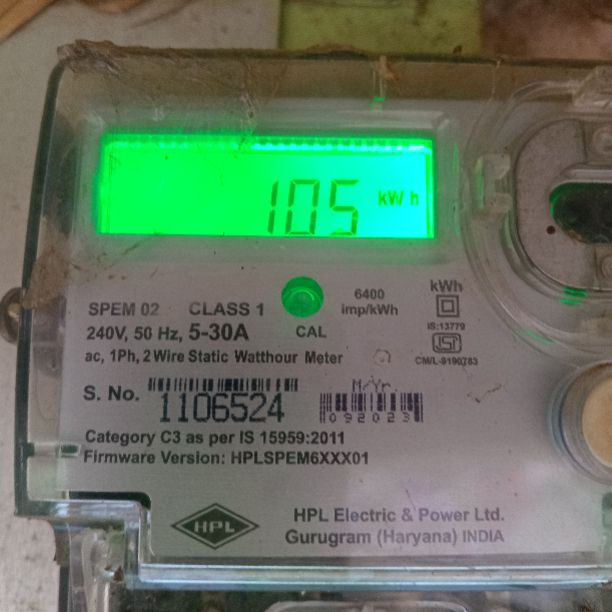 105 kWh
SPEM 02 CLASS 1
6400
imp/kWh
kWh
240V, 50 Hz, 5-30A
CAL
IS:13779
ISI
ac, 1Ph, 2 Wire Static Watthour Meter
CM/L-9190783
M/Yr.
S. No. 1106524
092023
Category C3 as per IS 15959:2011
Firmware Version: HPLSPEM6XXX01
HPL
HPL Electric & Power Ltd.
Gurugram (Haryana) INDIA